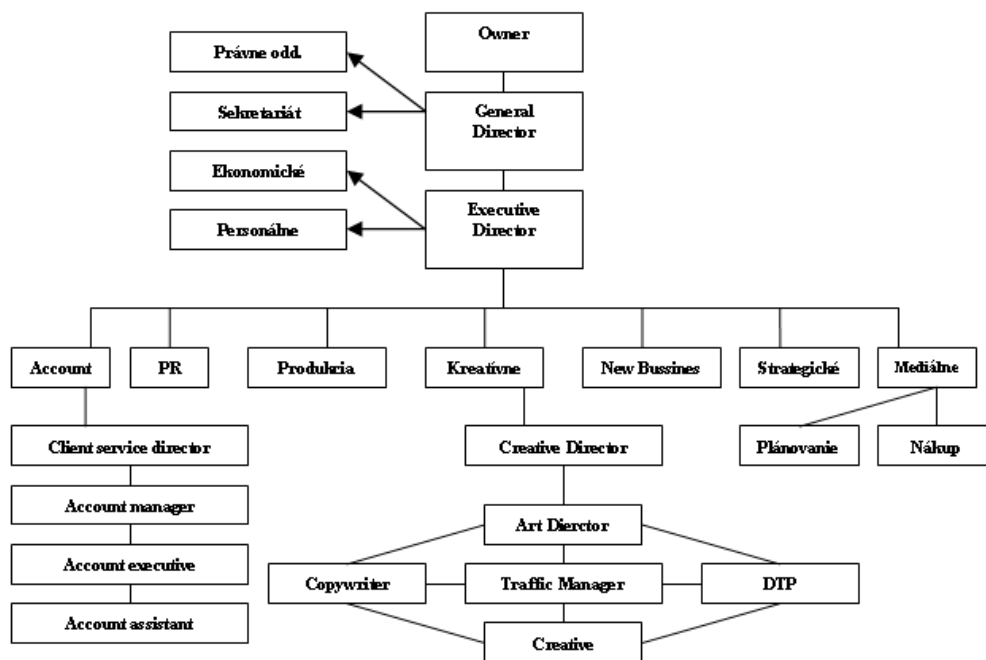 Owner
Právne odd.
Sekretariát
General
Director
Ekonomické
Personálne
Executive
Director
Account
PR
Produkcia
Kreatívne
New Bussines
Strategické
Mediálne
Client service director
Creative Director
Plánovanie
Nákup
Account manager
Art Dierctor
Account executive
Copywriter
Traffic Manager
DTP
Account assistant
Creative